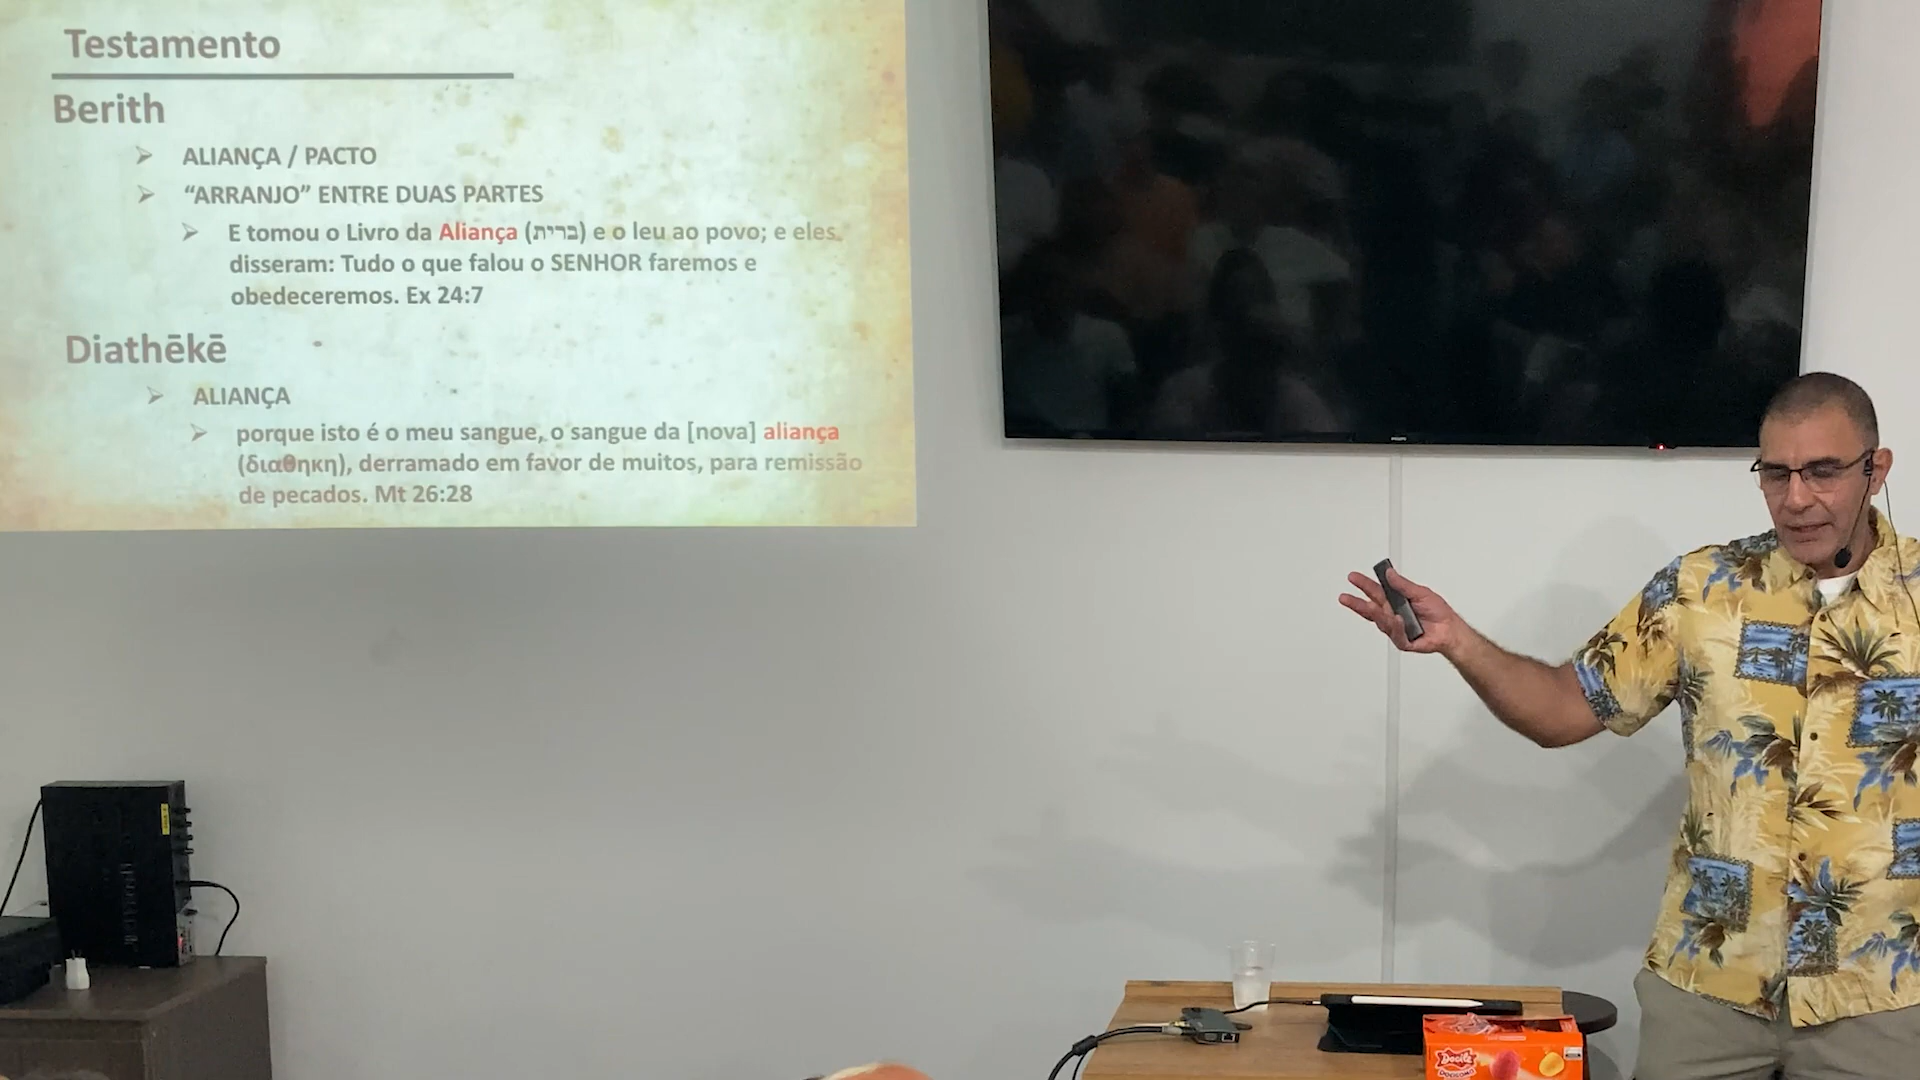 Testamento
Berith
ALIANÇA / PACTO
“ARRANJO” ENTRE DUAS PARTES
E tomou o Livro da Aliança (ברית) e o leu ao povo; e eles
disseram: Tudo o que falou o SENHOR faremos e
obedeceremos. Ex 24:7
Diathēkē
ALIANÇA
porque isto é o meu sangue, o sangue da [nova] aliança
(διαθηκη), derramado em favor de muitos, para remissão
de pecados. Mt 26:28
PHILIPS
Docile